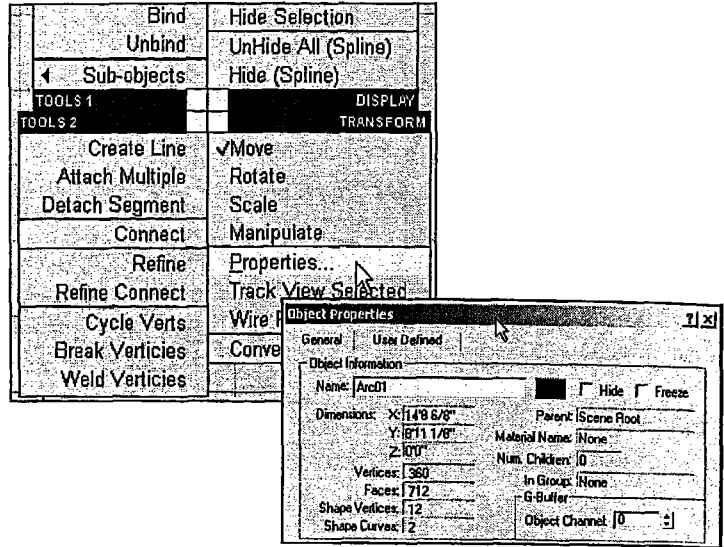 Bind
Hide Selection
Unbind
UnHide All (Spline)
Sub-objects
Hide (Spline)
TOOLS 1
DISPLAY
TOOLS 2
TRANSFORM
Create Line
✓Move
Attach Multiple
Rotate
Detach Segment
Scale
Connect
Manipulate
Refine
Properties...
Refine Connect
Track View Selected
Cycle Verts
Wire
Break Verticies
Conve
Weld Verticies
Object Properties
General
User Defined
Object Information
Name: Arc01
Hide
Freeze
Dimensions: X: 14'8 6/8"
Parent: Scene Root
Y: 8'11 1/8"
Material Name: None
Z: 0'0"
Num. Children: 0
Vertices: 360
In Group: None
Faces: 712
G-Buffer
Shape Vertices: 12
Object Channel: 0
Shape Curves: 2